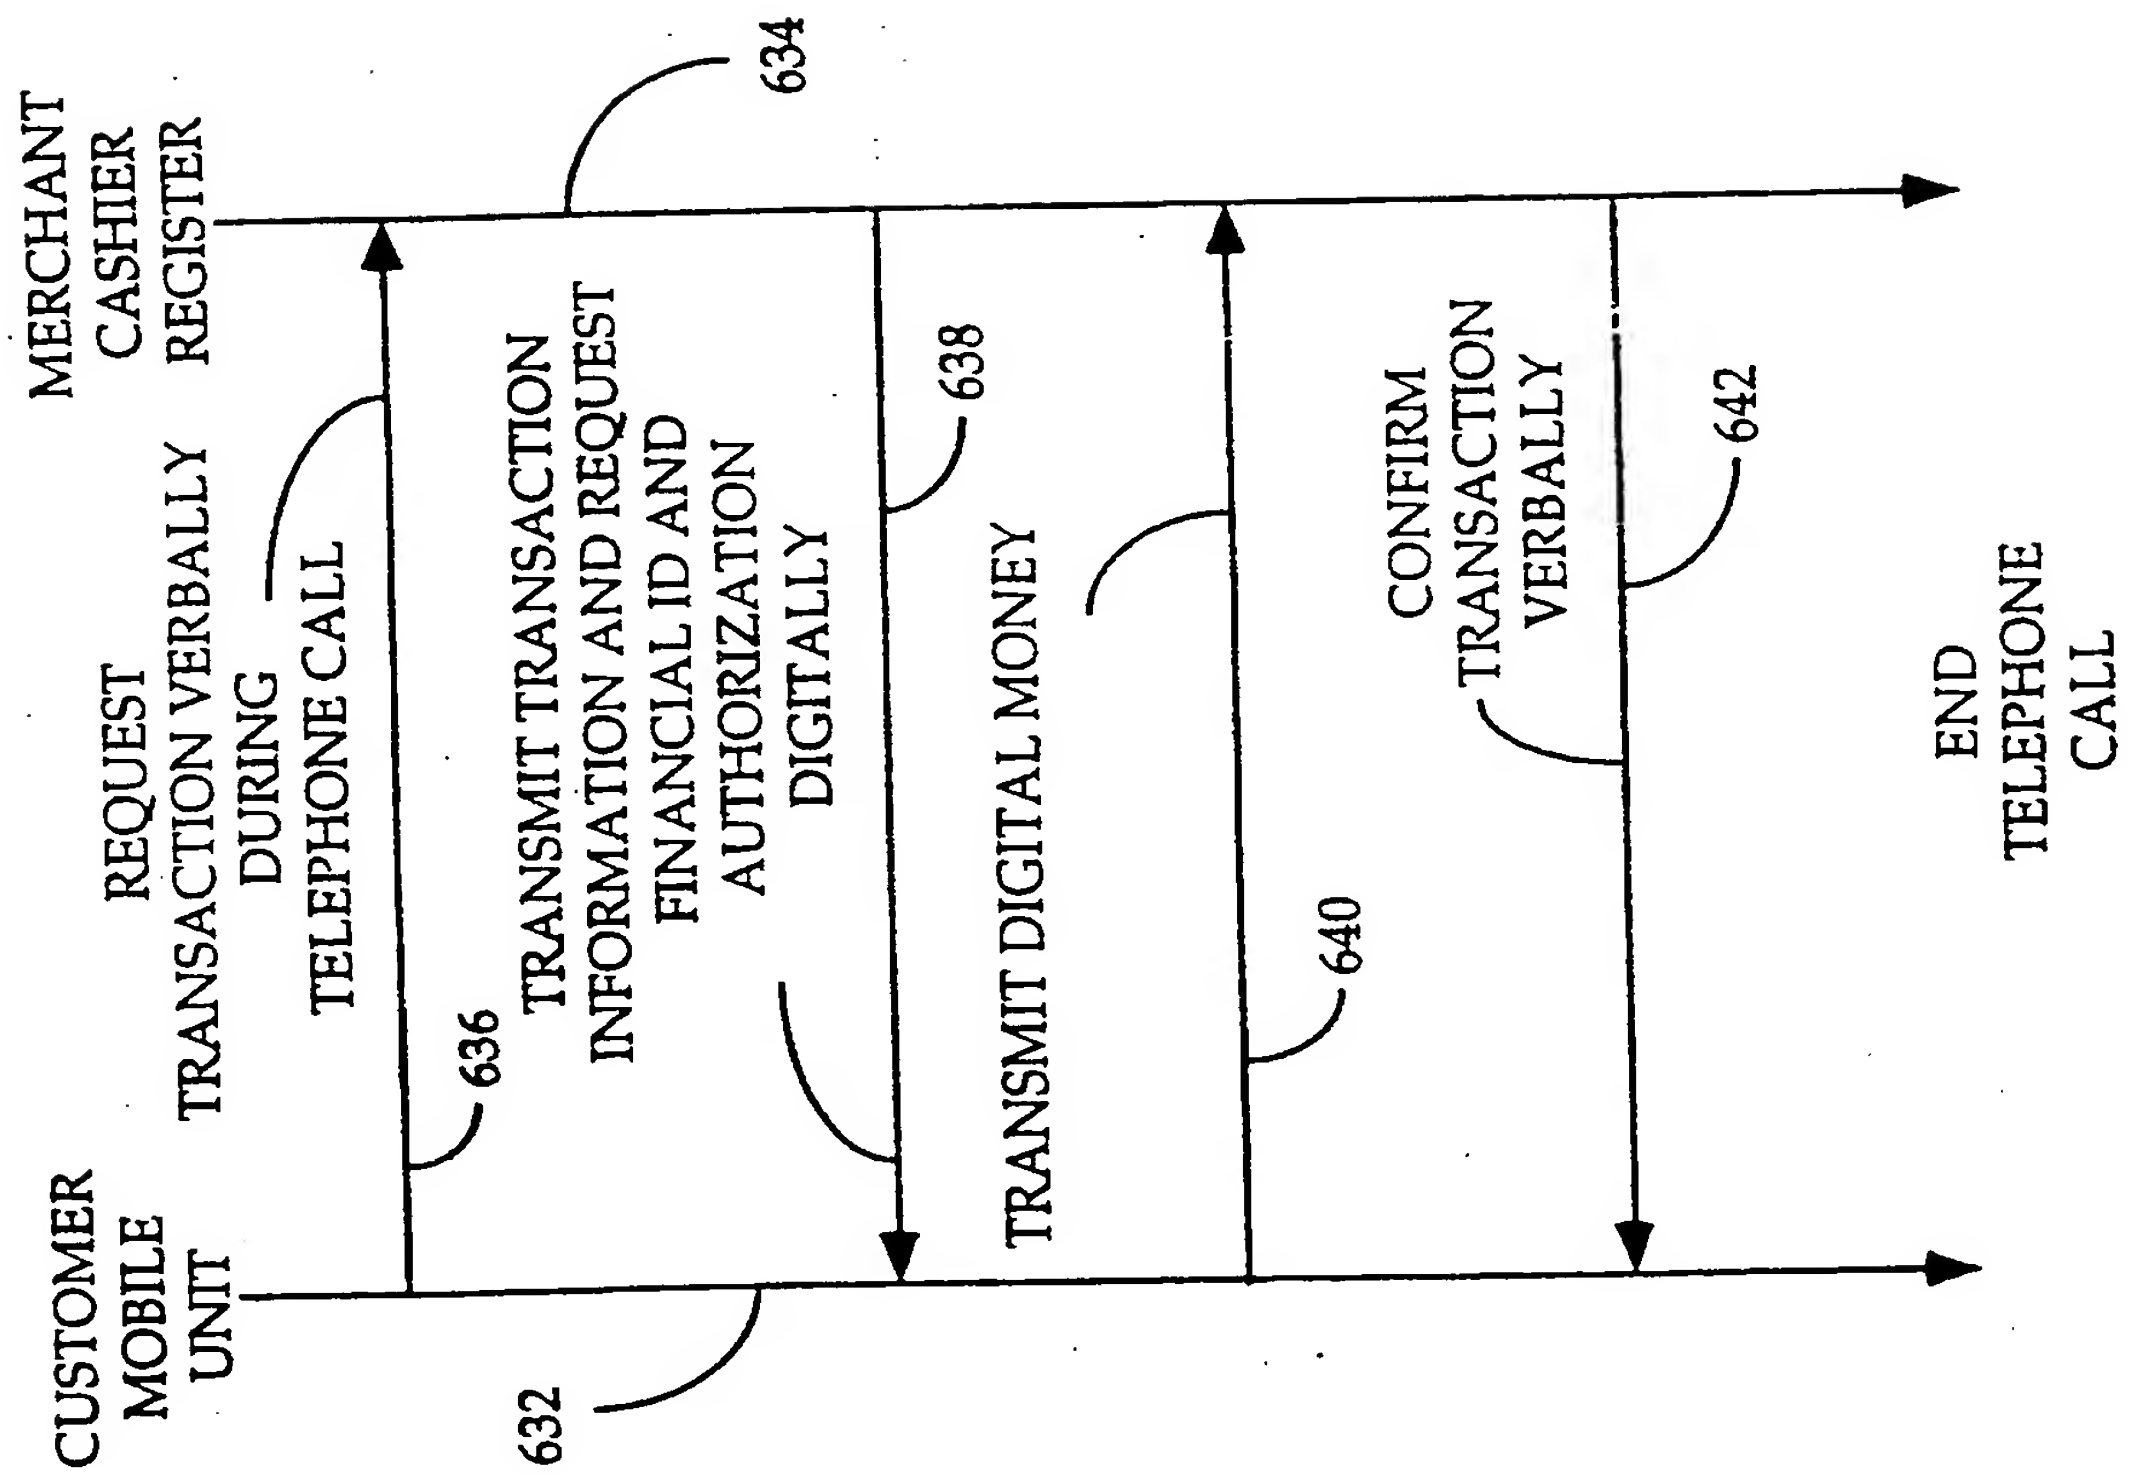 CUSTOMER
MOBILE
UNIT
REQUEST
TRANSACTION VERBALLY
DURING
TELEPHONE CALL
MERCHANT
CASHIER
REGISTER
634
636
TRANSMIT TRANSACTION
INFORMATION AND REQUEST
FINANCIAL ID AND
AUTHORIZATION
DIGITALLY
632
638
TRANSMIT DIGITAL MONEY
640
CONFIRM
TRANSACTION
VERBALLY
642
END
TELEPHONE
CALL